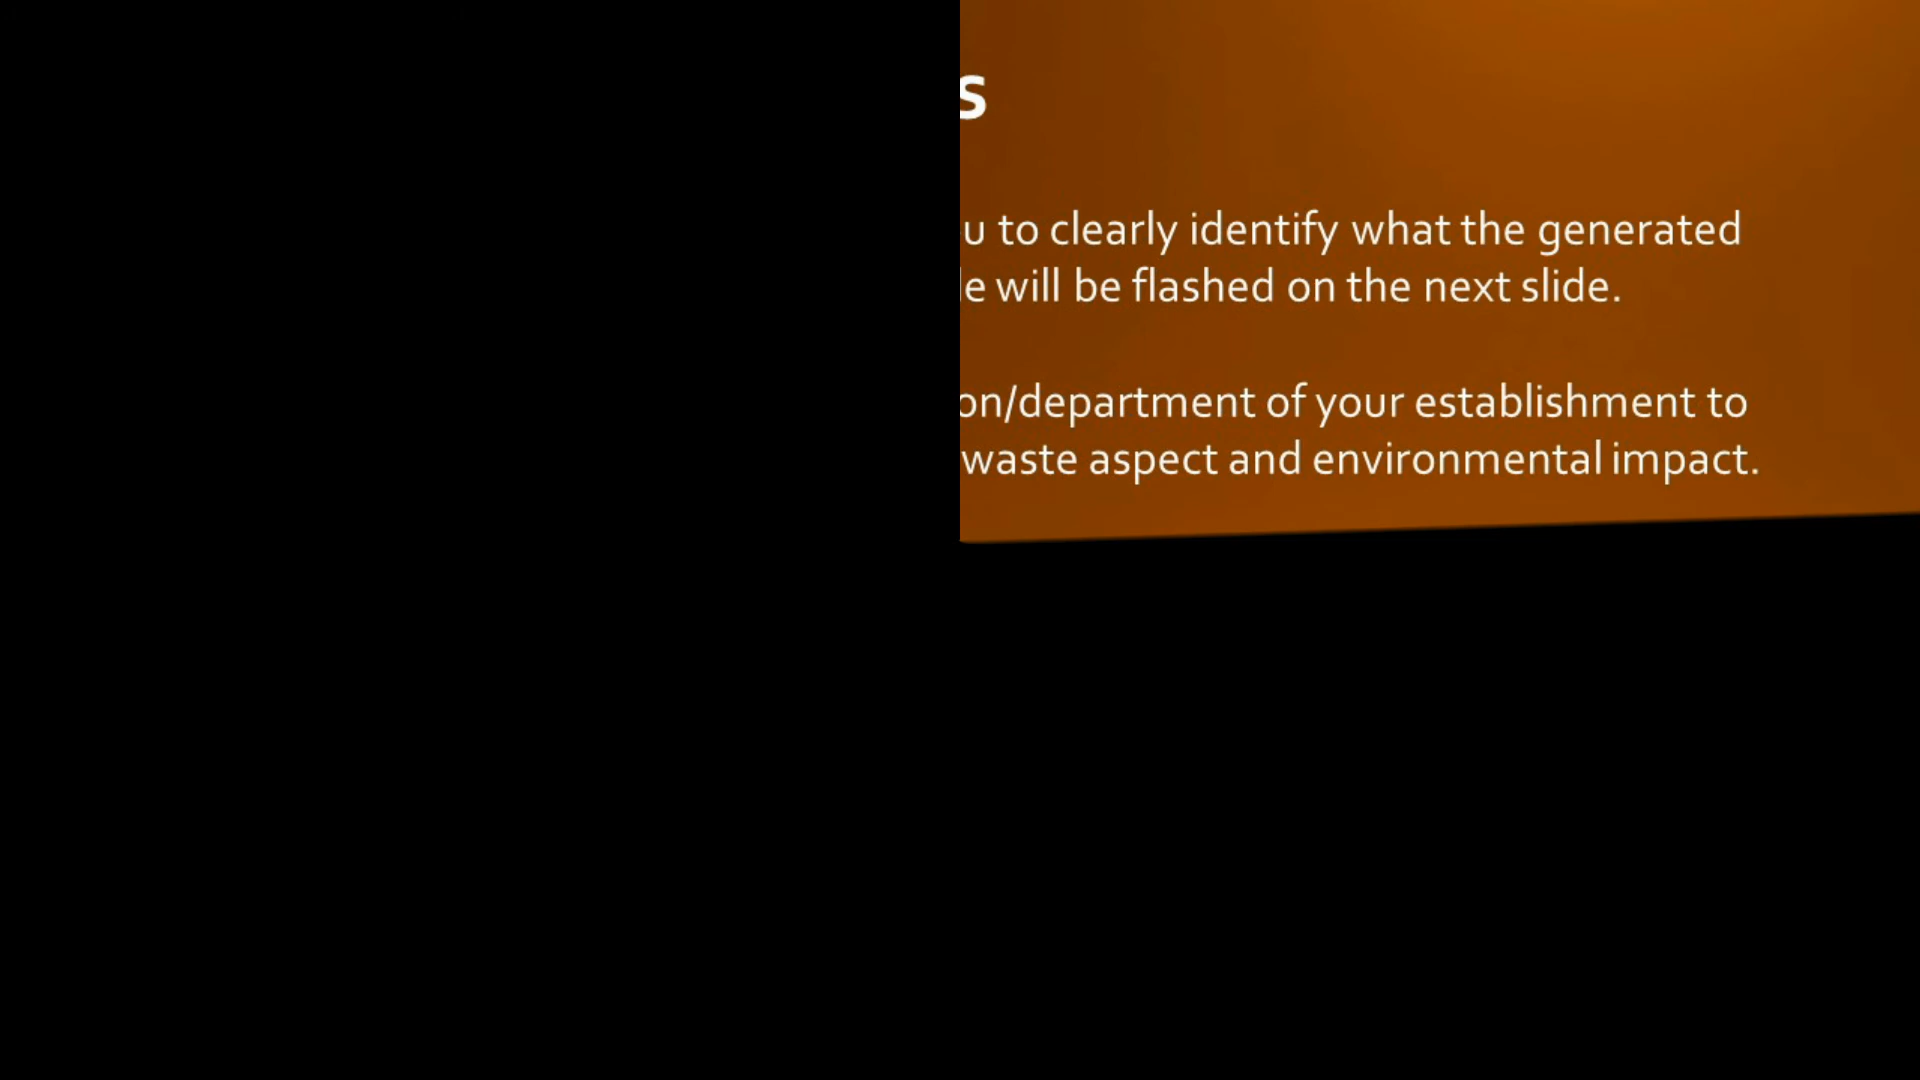 s
to clearly identify what the generated
will be flashed on the next slide.
on/department of your establishment to
waste aspect and environmental impact.